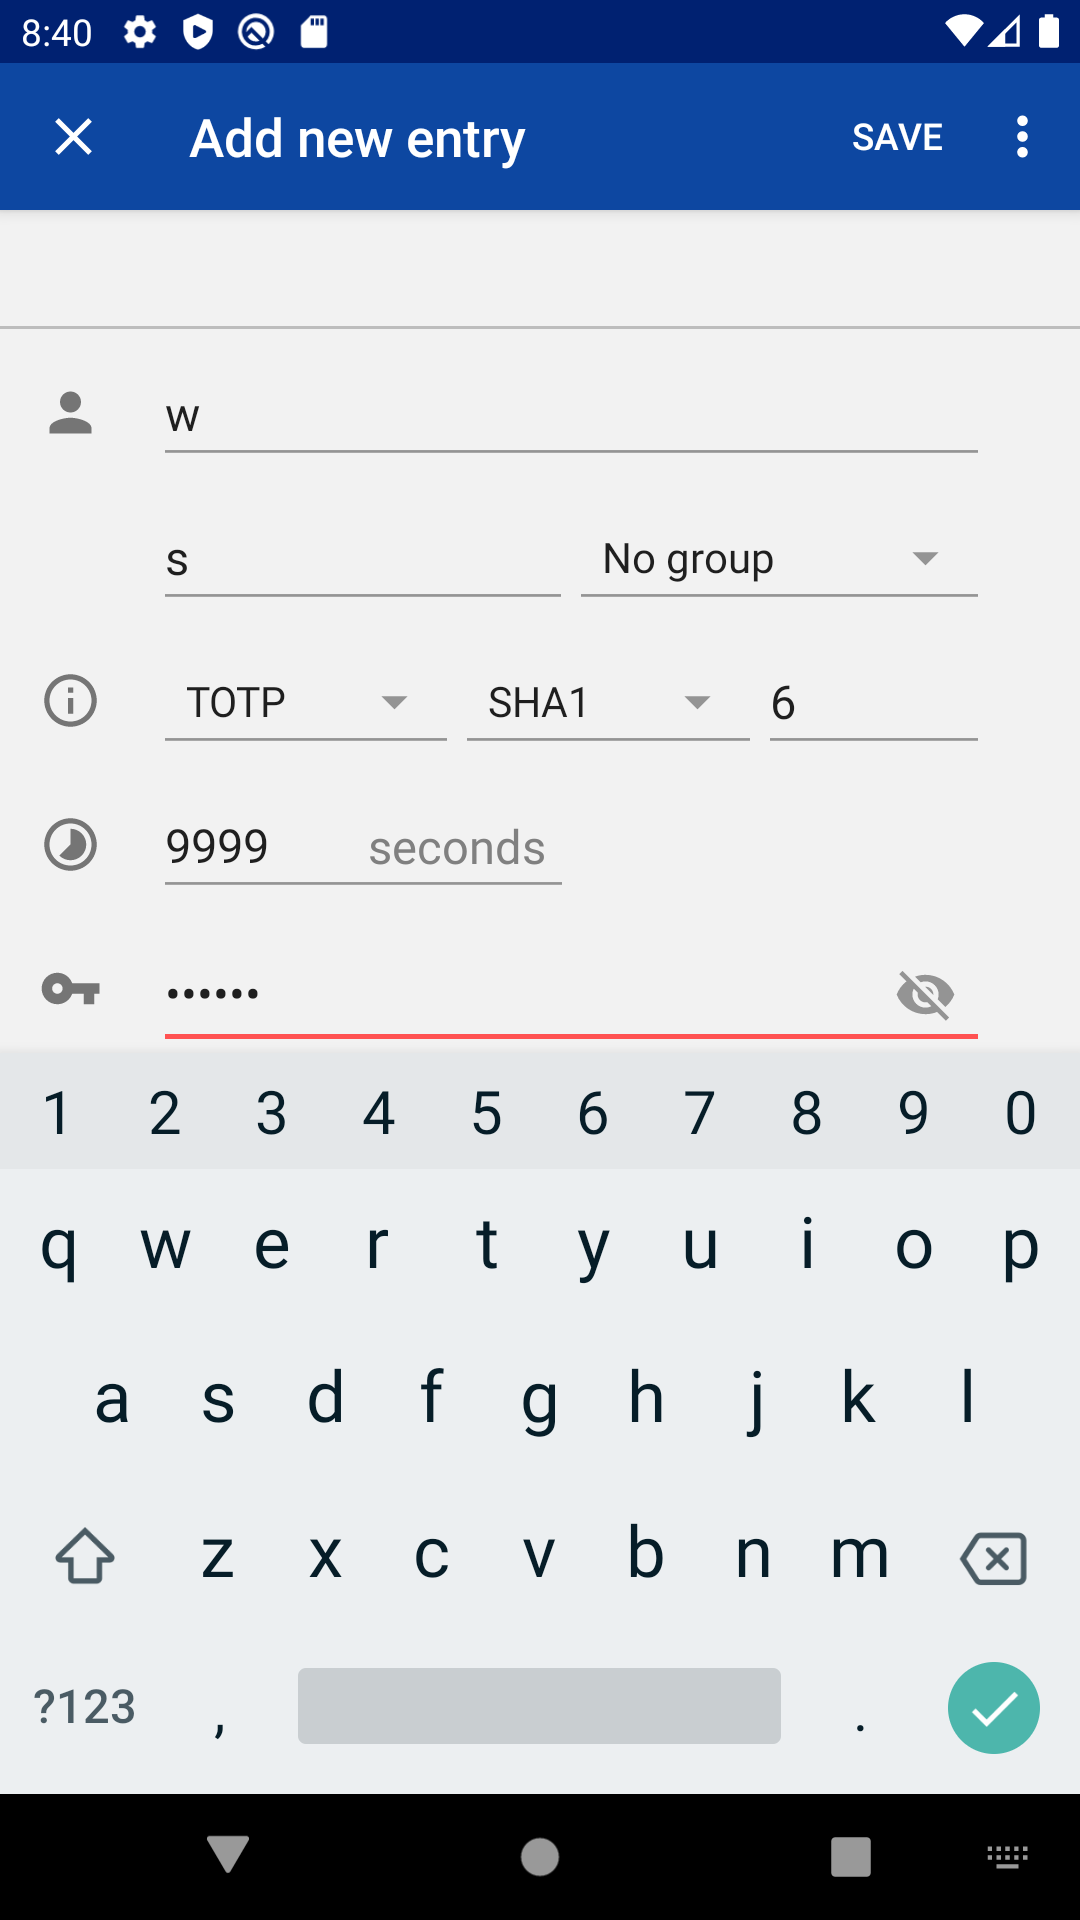 8:40
Add new entry SAVE
w
s No group
TOTP SHA1 6
9999 seconds
••••••
1 2 3 4 5 6 7 8 9 0
q w e r t y u i o p
a s d f g h j k l
z x c v b n m
?123 , .